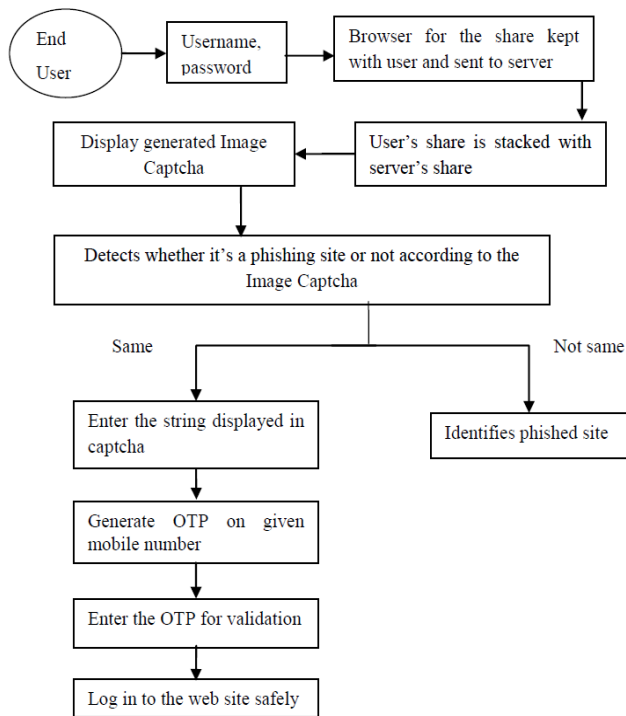 End
User
Username,
password
Browser for the share kept
with user and sent to server
User's share is stacked with
server's share
Display generated Image
Captcha
Detects whether it's a phishing site or not according to the
Image Captcha
Same
Not same
Enter the string displayed in
captcha
Identifies phished site
Generate OTP on given
mobile number
Enter the OTP for validation
Log in to the web site safely